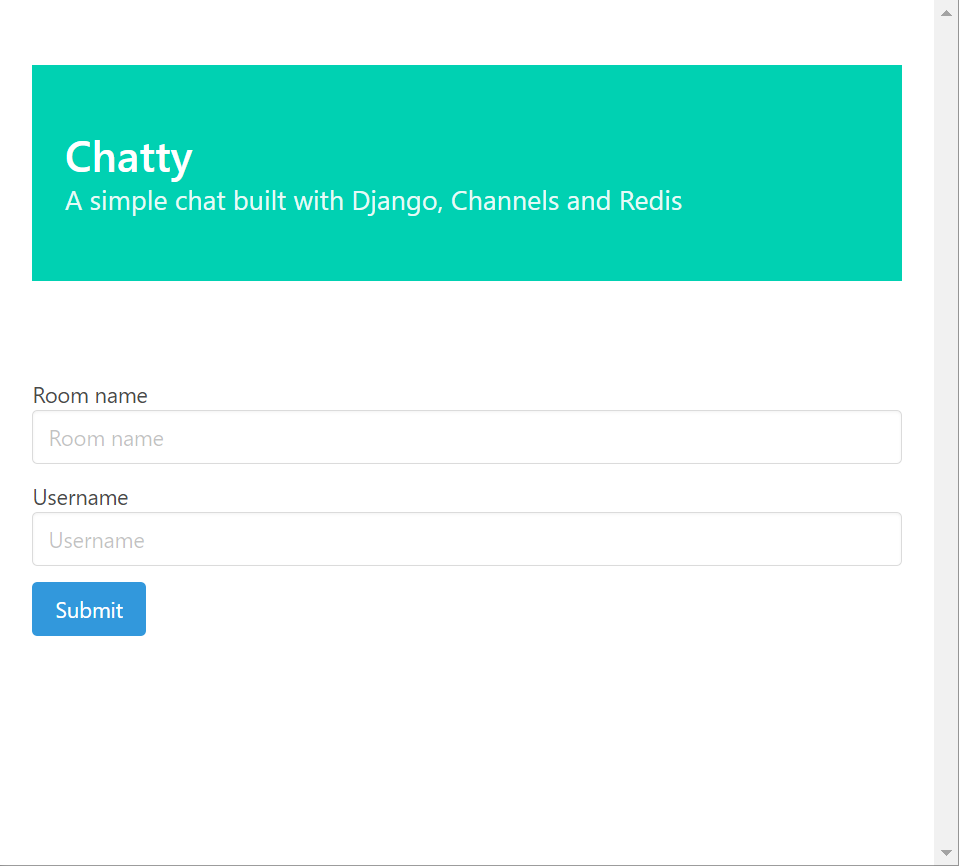 Chatty
A simple chat built with Django, Channels and Redis
Room name
Room name
Username
Username
Submit